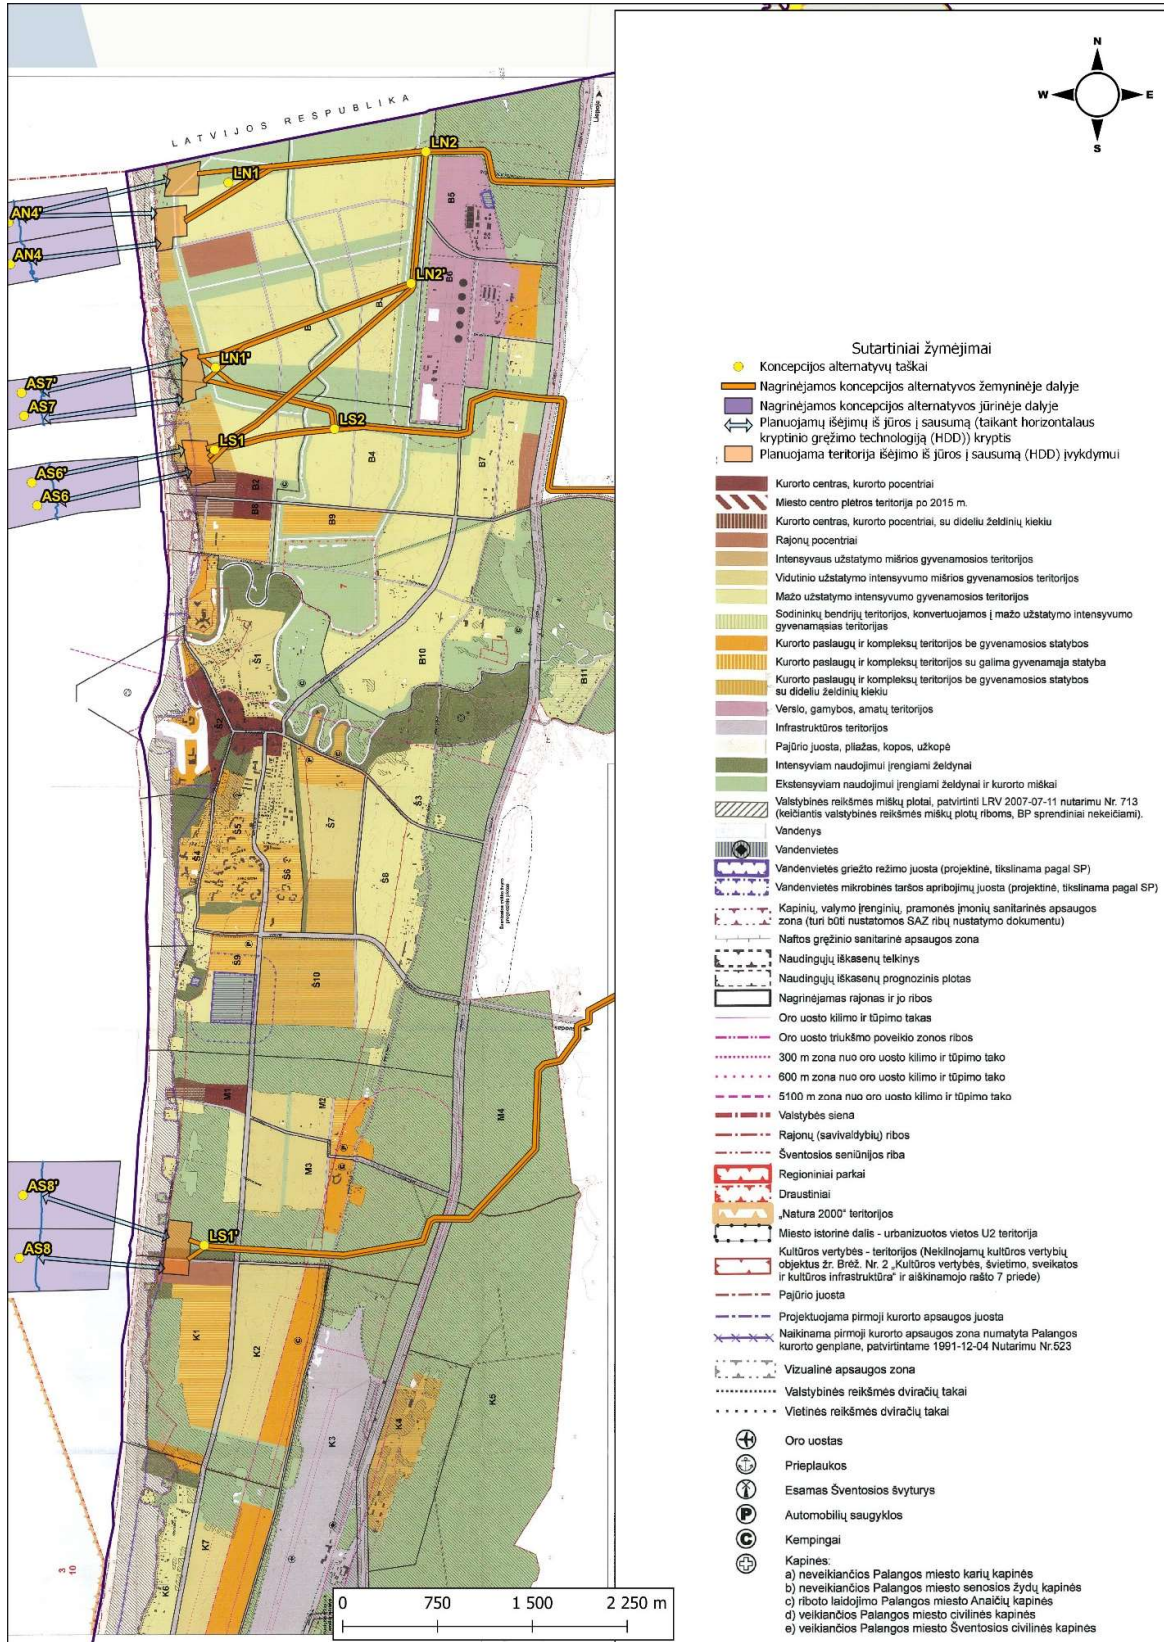 LATVIJOS RESPUBLIKA
Liepoja
N
W
E
S
LN2
LN1
AN4'
AN4
B5
LN2'
B6
LN1'
AS7'
AS7
LS2
LS1
B4
B7
AS6'
AS6
B2
B8
B9
Š1
B10
B11
Š2
Š3
Š5
Š7
Š4
Š6
Š8
Š9
Š10
M1
M2
M4
M3
AS8'
LS1'
AS8
K1
K2
K3
K4
K5
K7
K6
3
10
0 750 1 500 2 250 m
Sutartiniai žymėjimai
Koncepcijos alternatyvų taškai
Nagrinėjamos koncepcijos alternatyvos žemyninėje dalyje
Nagrinėjamos koncepcijos alternatyvos jūrinėje dalyje
Planuojamų išėjimų iš jūros į sausumą (taikant horizontalaus
kryptinio gręžimo technologiją (HDD)) kryptis
Planuojama teritorija išėjimo iš jūros į sausumą (HDD) įvykdymui
Kurorto centras, kurorto pocentriai
Miesto centro plėtros teritorija po 2015 m.
Kurorto centras, kurorto pocentriai, su dideliu želdinių kiekiu
Rajonų pocentriai
Intensyvaus užstatymo mišrios gyvenamosios teritorijos
Vidutinio užstatymo intensyvumo mišrios gyvenamosios teritorijos
Mažo užstatymo intensyvumo gyvenamosios teritorijos
Sodininkų bendrijų teritorijos, konvertuojamos į mažo užstatymo intensyvumo
gyvenamąsias teritorijas
Kurorto paslaugų ir kompleksų teritorijos be gyvenamosios statybos
Kurorto paslaugų ir kompleksų teritorijos su galima gyvenamąja statyba
Kurorto paslaugų ir kompleksų teritorijos be gyvenamosios statybos
su dideliu želdinių kiekiu
Verslo, gamybos, amatų teritorijos
Infrastruktūros teritorijos
Pajūrio juosta, pliažas, kopos, užkopė
Intensyviam naudojimui įrengiami želdynai
Ekstensyviam naudojimui įrengiami želdynai ir kurorto miškai
Valstybinės reikšmės miškų plotai, patvirtinti LRV 2007-07-11 nutarimu Nr. 713
(keičiantis valstybinės reikšmės miškų plotų riboms, BP sprendiniai nekeičiami).
Vandenys
Vandenvietės
Vandenvietės griežto režimo juosta (projektinė, tikslinama pagal SP)
Vandenvietės mikrobinės taršos apribojimų juosta (projektinė, tikslinama pagal SP)
Kapinių, valymo įrenginių, pramonės įmonių sanitarinės apsaugos
zona (turi būti nustatomos SAZ ribų nustatymo dokumentu)
Naftos gręžinio sanitarinė apsaugos zona
Naudingųjų iškasenų telkinys
Naudingųjų iškasenų prognozinis plotas
Nagrinėjamas rajonas ir jo ribos
Oro uosto kilimo ir tūpimo takas
Oro uosto triukšmo poveikio zonos ribos
300 m zona nuo oro uosto kilimo ir tūpimo tako
600 m zona nuo oro uosto kilimo ir tūpimo tako
5100 m zona nuo oro uosto kilimo ir tūpimo tako
Valstybės siena
Rajonų (savivaldybių) ribos
Šventosios seniūnijos riba
Regioniniai parkai
Draustiniai
„Natura 2000“ teritorijos
Miesto istorinė dalis - urbanizuotos vietos U2 teritorija
Kultūros vertybės - teritorijos (Nekilnojamų kultūros vertybių
objektus žr. Brėž. Nr. 2 „Kultūros vertybės, švietimo, sveikatos
ir kultūros infrastruktūra“ ir aiškinamojo rašto 7 priede)
Pajūrio juosta
Projektuojama pirmoji kurorto apsaugos juosta
Naikinama pirmoji kurorto apsaugos zona numatyta Palangos
kurorto genplane, patvirtintame 1991-12-04 Nutarimu Nr.523
Vizualinė apsaugos zona
Valstybinės reikšmės dviračių takai
Vietinės reikšmės dviračių takai
Oro uostas
Prieplaukos
Esamas Šventosios švyturys
P Automobilių saugyklos
C Kempingai
Kapinės:
a) neveikiančios Palangos miesto karių kapinės
b) neveikiančios Palangos miesto senosios žydų kapinės
c) riboto laidojimo Palangos miesto Anaičių kapinės
d) veikiančios Palangos miesto civilinės kapinės
e) veikiančios Palangos miesto Šventosios civilinės kapinės